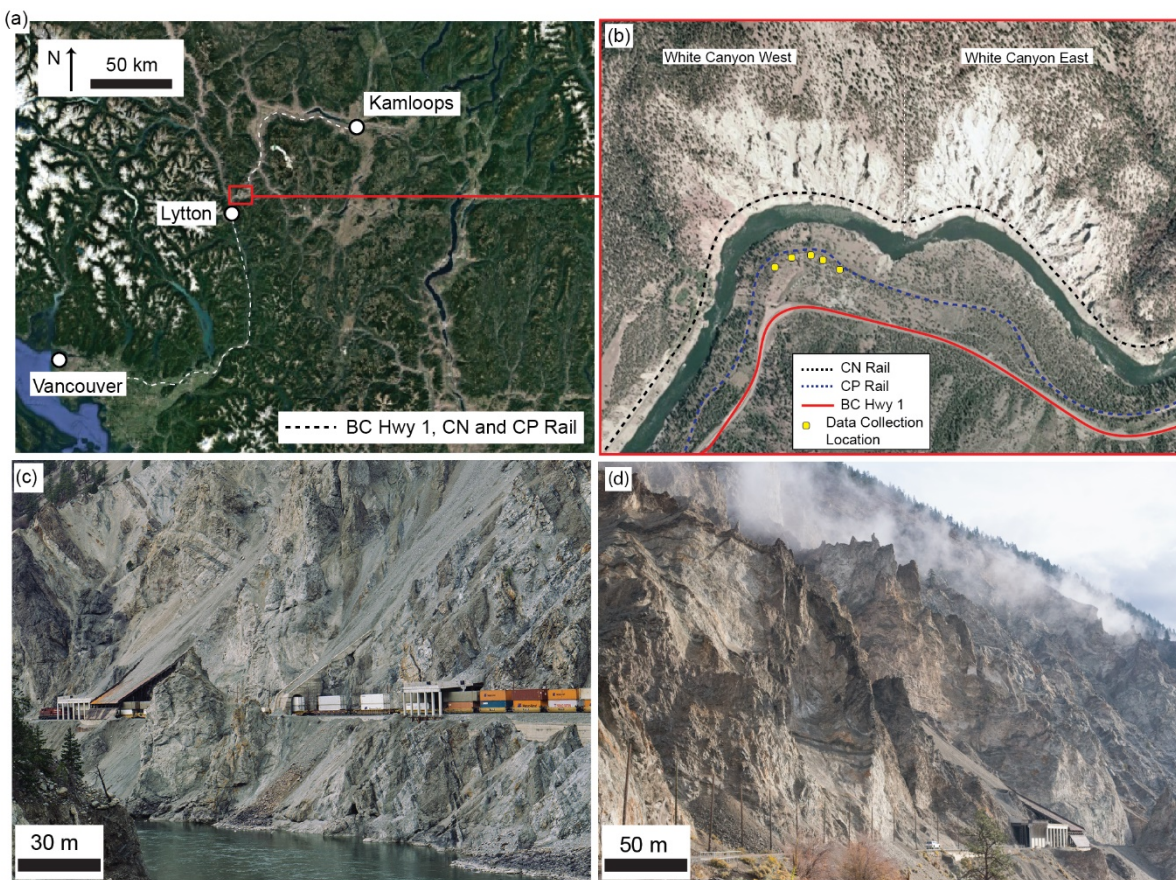 (a)
N
50 km
Kamloops
Lytton
Vancouver
BC Hwy 1, CN and CP Rail
(b)
White Canyon West
White Canyon East
CN Rail
CP Rail
BC Hwy 1
Data Collection
Location
(c)
30 m
(d)
50 m